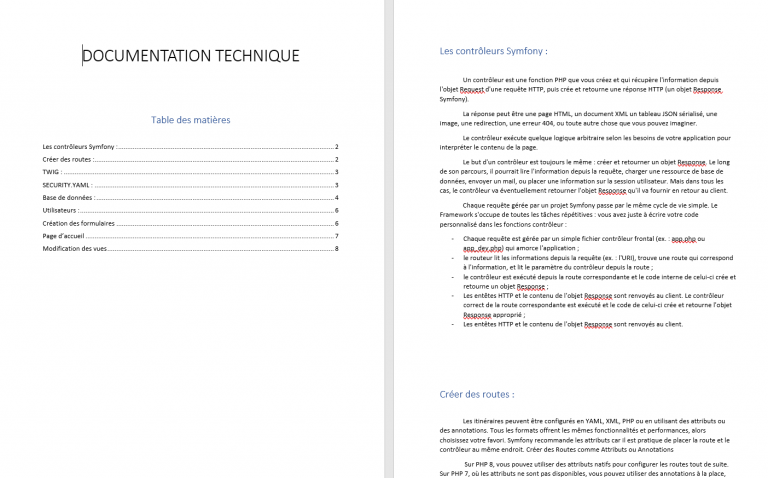 DOCUMENTATION TECHNIQUE
Table des matières
Les contrôleurs Symfony :.......... 2
Créer des routes :.......... 2
TWIG :.......... 3
SECURITY.YAML :.......... 3
Base de données :.......... 4
Utilisateurs :.......... 6
Création des formulaires .......... 6
Page d'accueil .......... 7
Modification des vues.......... 8
Les contrôleurs Symfony :
Un contrôleur est une fonction PHP que vous créez et qui récupère l'information depuis
l'objet Request d'une requête HTTP, puis crée et retourne une réponse HTTP (un objet Response
Symfony).
La réponse peut être une page HTML, un document XML un tableau JSON sérialisé, une
image, une redirection, une erreur 404, ou toute autre chose que vous pouvez imaginer.
Le contrôleur exécute quelque logique arbitraire selon les besoins de votre application pour
interpréter le contenu de la page.
Le but d'un contrôleur est toujours le même : créer et retourner un objet Response. Le long
de son parcours, il pourrait lire l'information depuis la requête, charger une ressource de base de
données, envoyer un mail, ou placer une information sur la session utilisateur. Mais dans tous les
cas, le contrôleur va éventuellement retourner l'objet Response qu'il va fournir en retour au client.
Chaque requête gérée par un projet Symfony passe par le même cycle de vie simple. Le
Framework s'occupe de toutes les tâches répétitives : vous avez juste à écrire votre code
personnalisé dans les fonctions contrôleur :
- Chaque requête est gérée par un simple fichier contrôleur frontal (ex. : app.php ou
app_dev.php) qui amorce l'application ;
- le routeur lit les informations depuis la requête (ex. : l'URI), trouve une route qui correspond
à l'information, et lit le paramètre du contrôleur depuis la route ;
- le contrôleur est exécuté depuis la route correspondante et le code interne de celui-ci crée et
retourne un objet Response ;
- Les entêtes HTTP et le contenu de l'objet Response sont renvoyés au client. Le contrôleur
correct de la route correspondante est exécuté et le code de celui-ci crée et retourne l'objet
Response approprié ;
- Les entêtes HTTP et le contenu de l'objet Response sont renvoyés au client.
Créer des routes :
Les itinéraires peuvent être configurés en YAML, XML, PHP ou en utilisant des attributs ou
des annotations. Tous les formats offrent les mêmes fonctionnalités et performances, alors
choisissez votre favori. Symfony recommande les attributs car il est pratique de placer la route et le
contrôleur au même endroit. Créer des Routes comme Attributs ou Annotations
Sur PHP 8, vous pouvez utiliser des attributs natifs pour configurer les routes tout de suite.
Sur PHP 7, où les attributs ne sont pas disponibles, vous pouvez utiliser des annotations à la place,